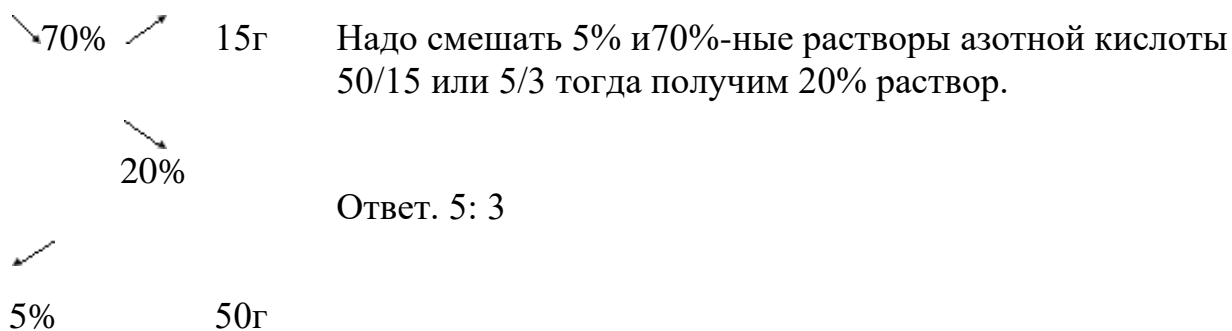 70% 15г Надо смешать 5% и70%-ные растворы азотной кислоты
50/15 или 5/3 тогда получим 20% раствор.
20%
Ответ. 5: 3
5% 50г